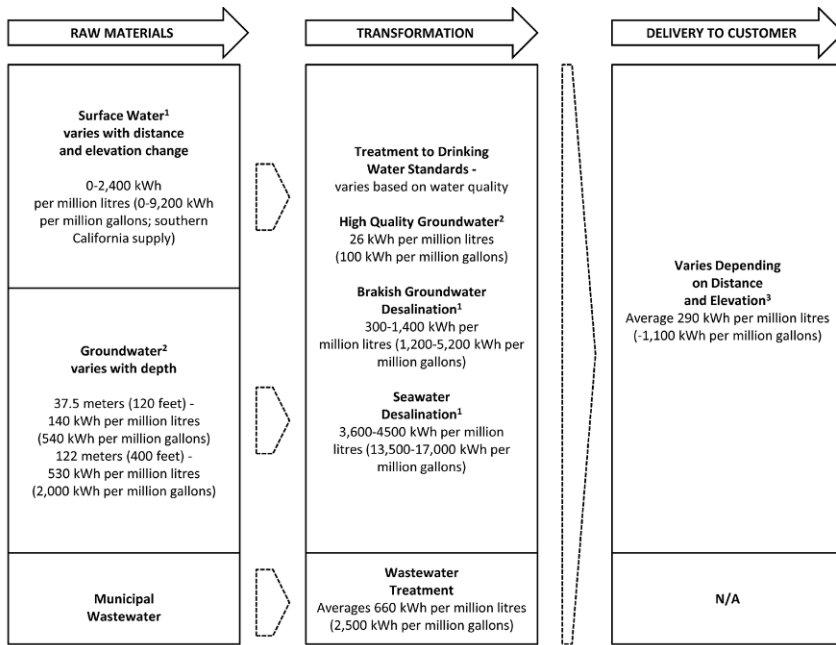 RAW MATERIALS
TRANSFORMATION
DELIVERY TO CUSTOMER
Surface Water¹
varies with distance
and elevation change
0-2,400 kWh
per million litres (0-9,200 kWh
per million gallons; southern
California supply)
Groundwater²
varies with depth
37.5 meters (120 feet) -
140 kWh per million litres
(540 kWh per million gallons)
122 meters (400 feet) -
530 kWh per million litres
(2,000 kWh per million gallons)
Municipal
Wastewater
Treatment to Drinking
Water Standards -
varies based on water quality
High Quality Groundwater²
26 kWh per million litres
(100 kWh per million gallons)
Brakish Groundwater
Desalination¹
300-1,400 kWh per
million litres (1,200-5,200 kWh per
million gallons)
Seawater
Desalination¹
3,600-4500 kWh per million
litres (13,500-17,000 kWh per
million gallons)
Wastewater
Treatment
Averages 660 kWh per million litres
(2,500 kWh per million gallons)
Varies Depending
on Distance
and Elevation³
Average 290 kWh per million litres
(-1,100 kWh per million gallons)
N/A